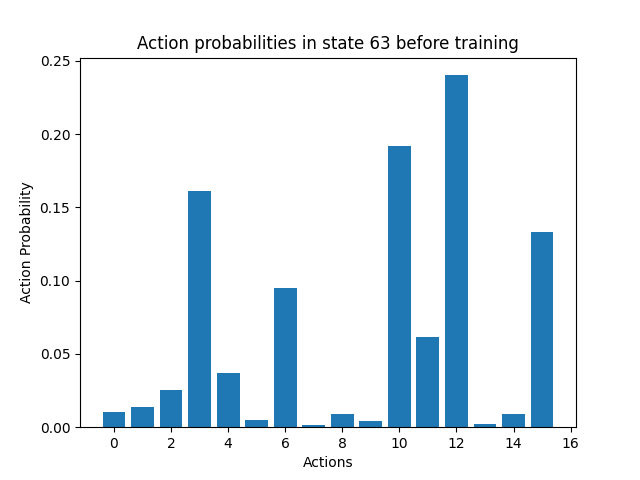 Action probabilities in state 63 before training
0.25
0.20
0.15
0.10
0.05
0.00
Action Probability
0 2 4 6 8 10 12 14 16
Actions